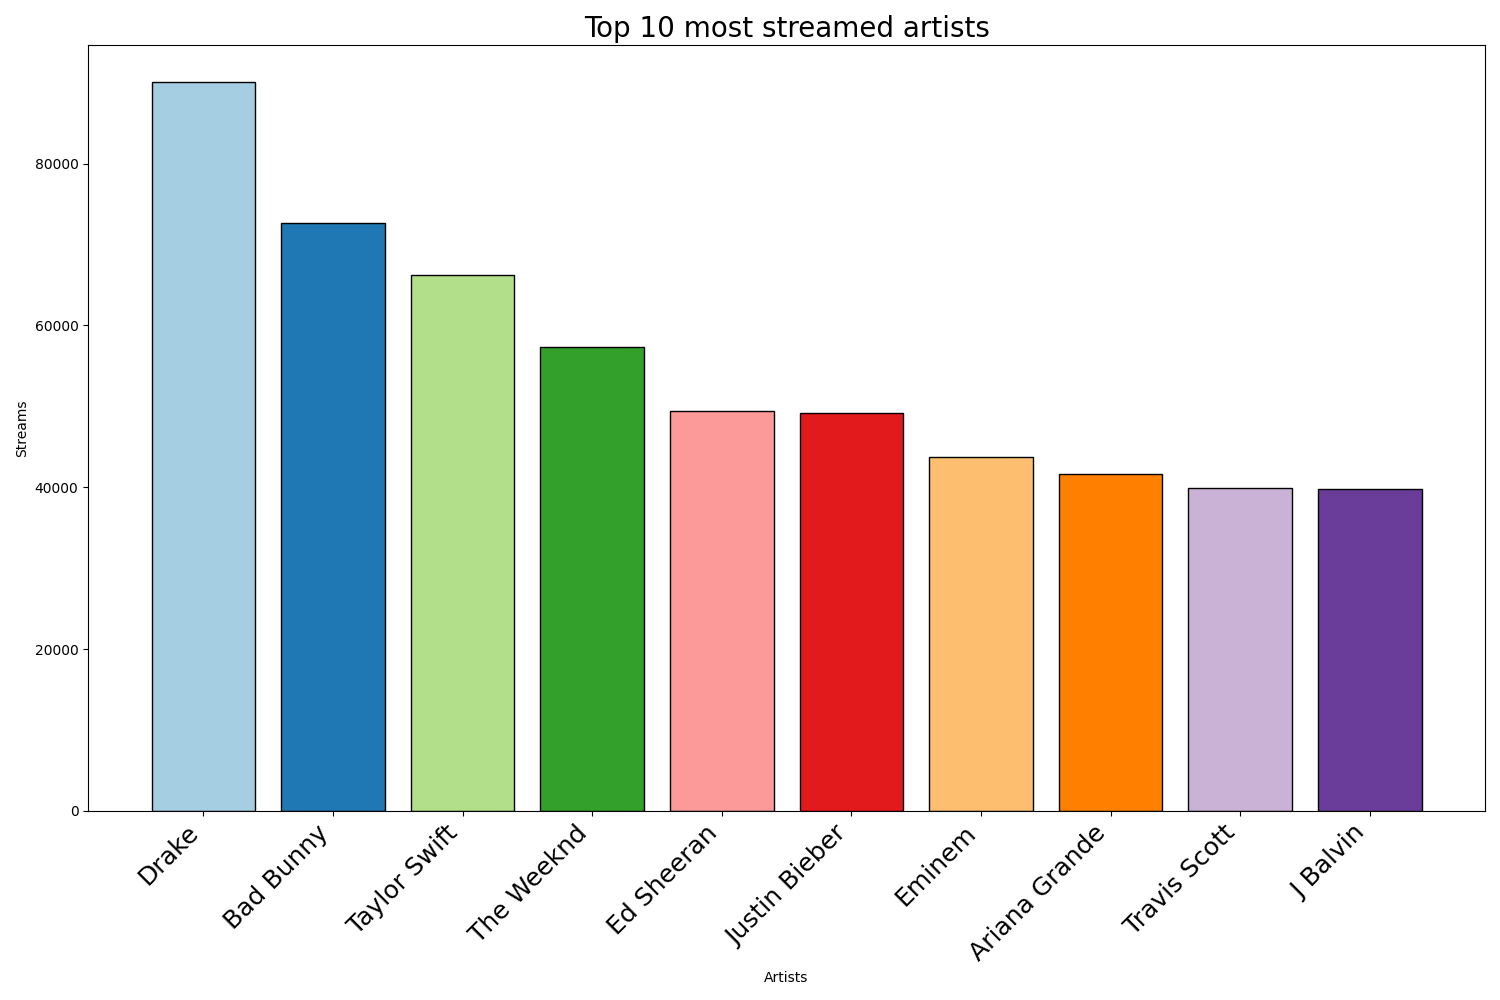 Top 10 most streamed artists
80000
60000
40000
20000
0
Streams
Drake
Bad Bunny
Taylor Swift
The Weeknd
Ed Sheeran
Justin Bieber
Eminem
Ariana Grande
Travis Scott
J Balvin
Artists